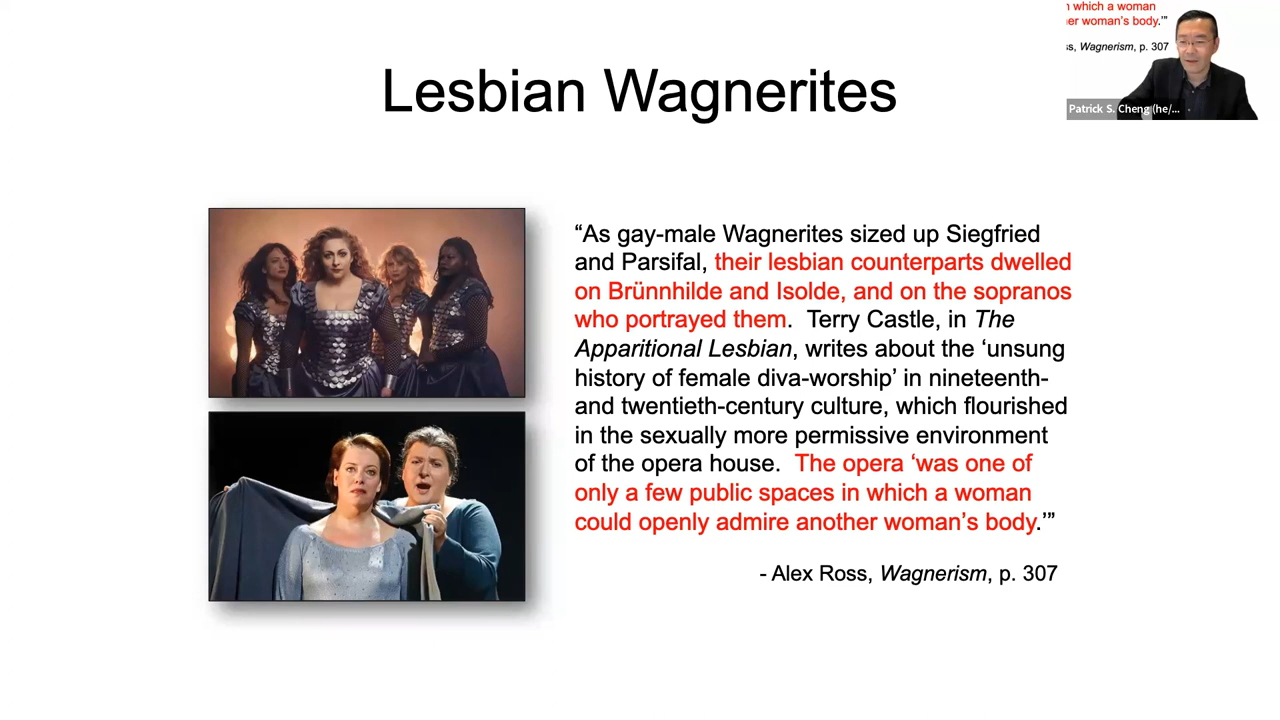 n which a woman
er woman’s body.’”
ss, Wagnerism, p. 307
Patrick S. Cheng (he/...
Lesbian Wagnerites
“As gay-male Wagnerites sized up Siegfried
and Parsifal, their lesbian counterparts dwelled
on Brünnhilde and Isolde, and on the sopranos
who portrayed them. Terry Castle, in The
Apparitional Lesbian, writes about the ‘unsung
history of female diva-worship’ in nineteenth-
and twentieth-century culture, which flourished
in the sexually more permissive environment
of the opera house. The opera ‘was one of
only a few public spaces in which a woman
could openly admire another woman’s body.’”
- Alex Ross, Wagnerism, p. 307